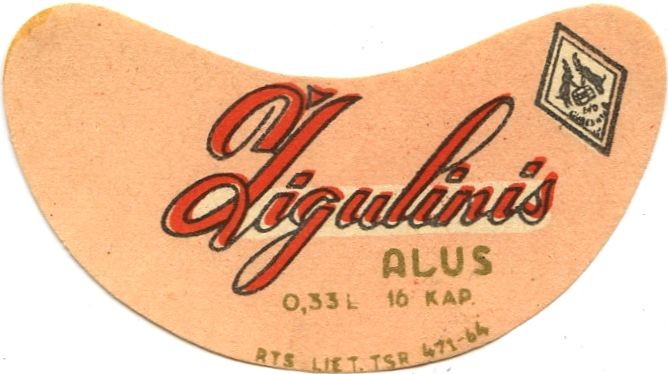 Žigulinis
ALUS
0,33 L 16 KAP.
RTS LIET. TSR 471-64